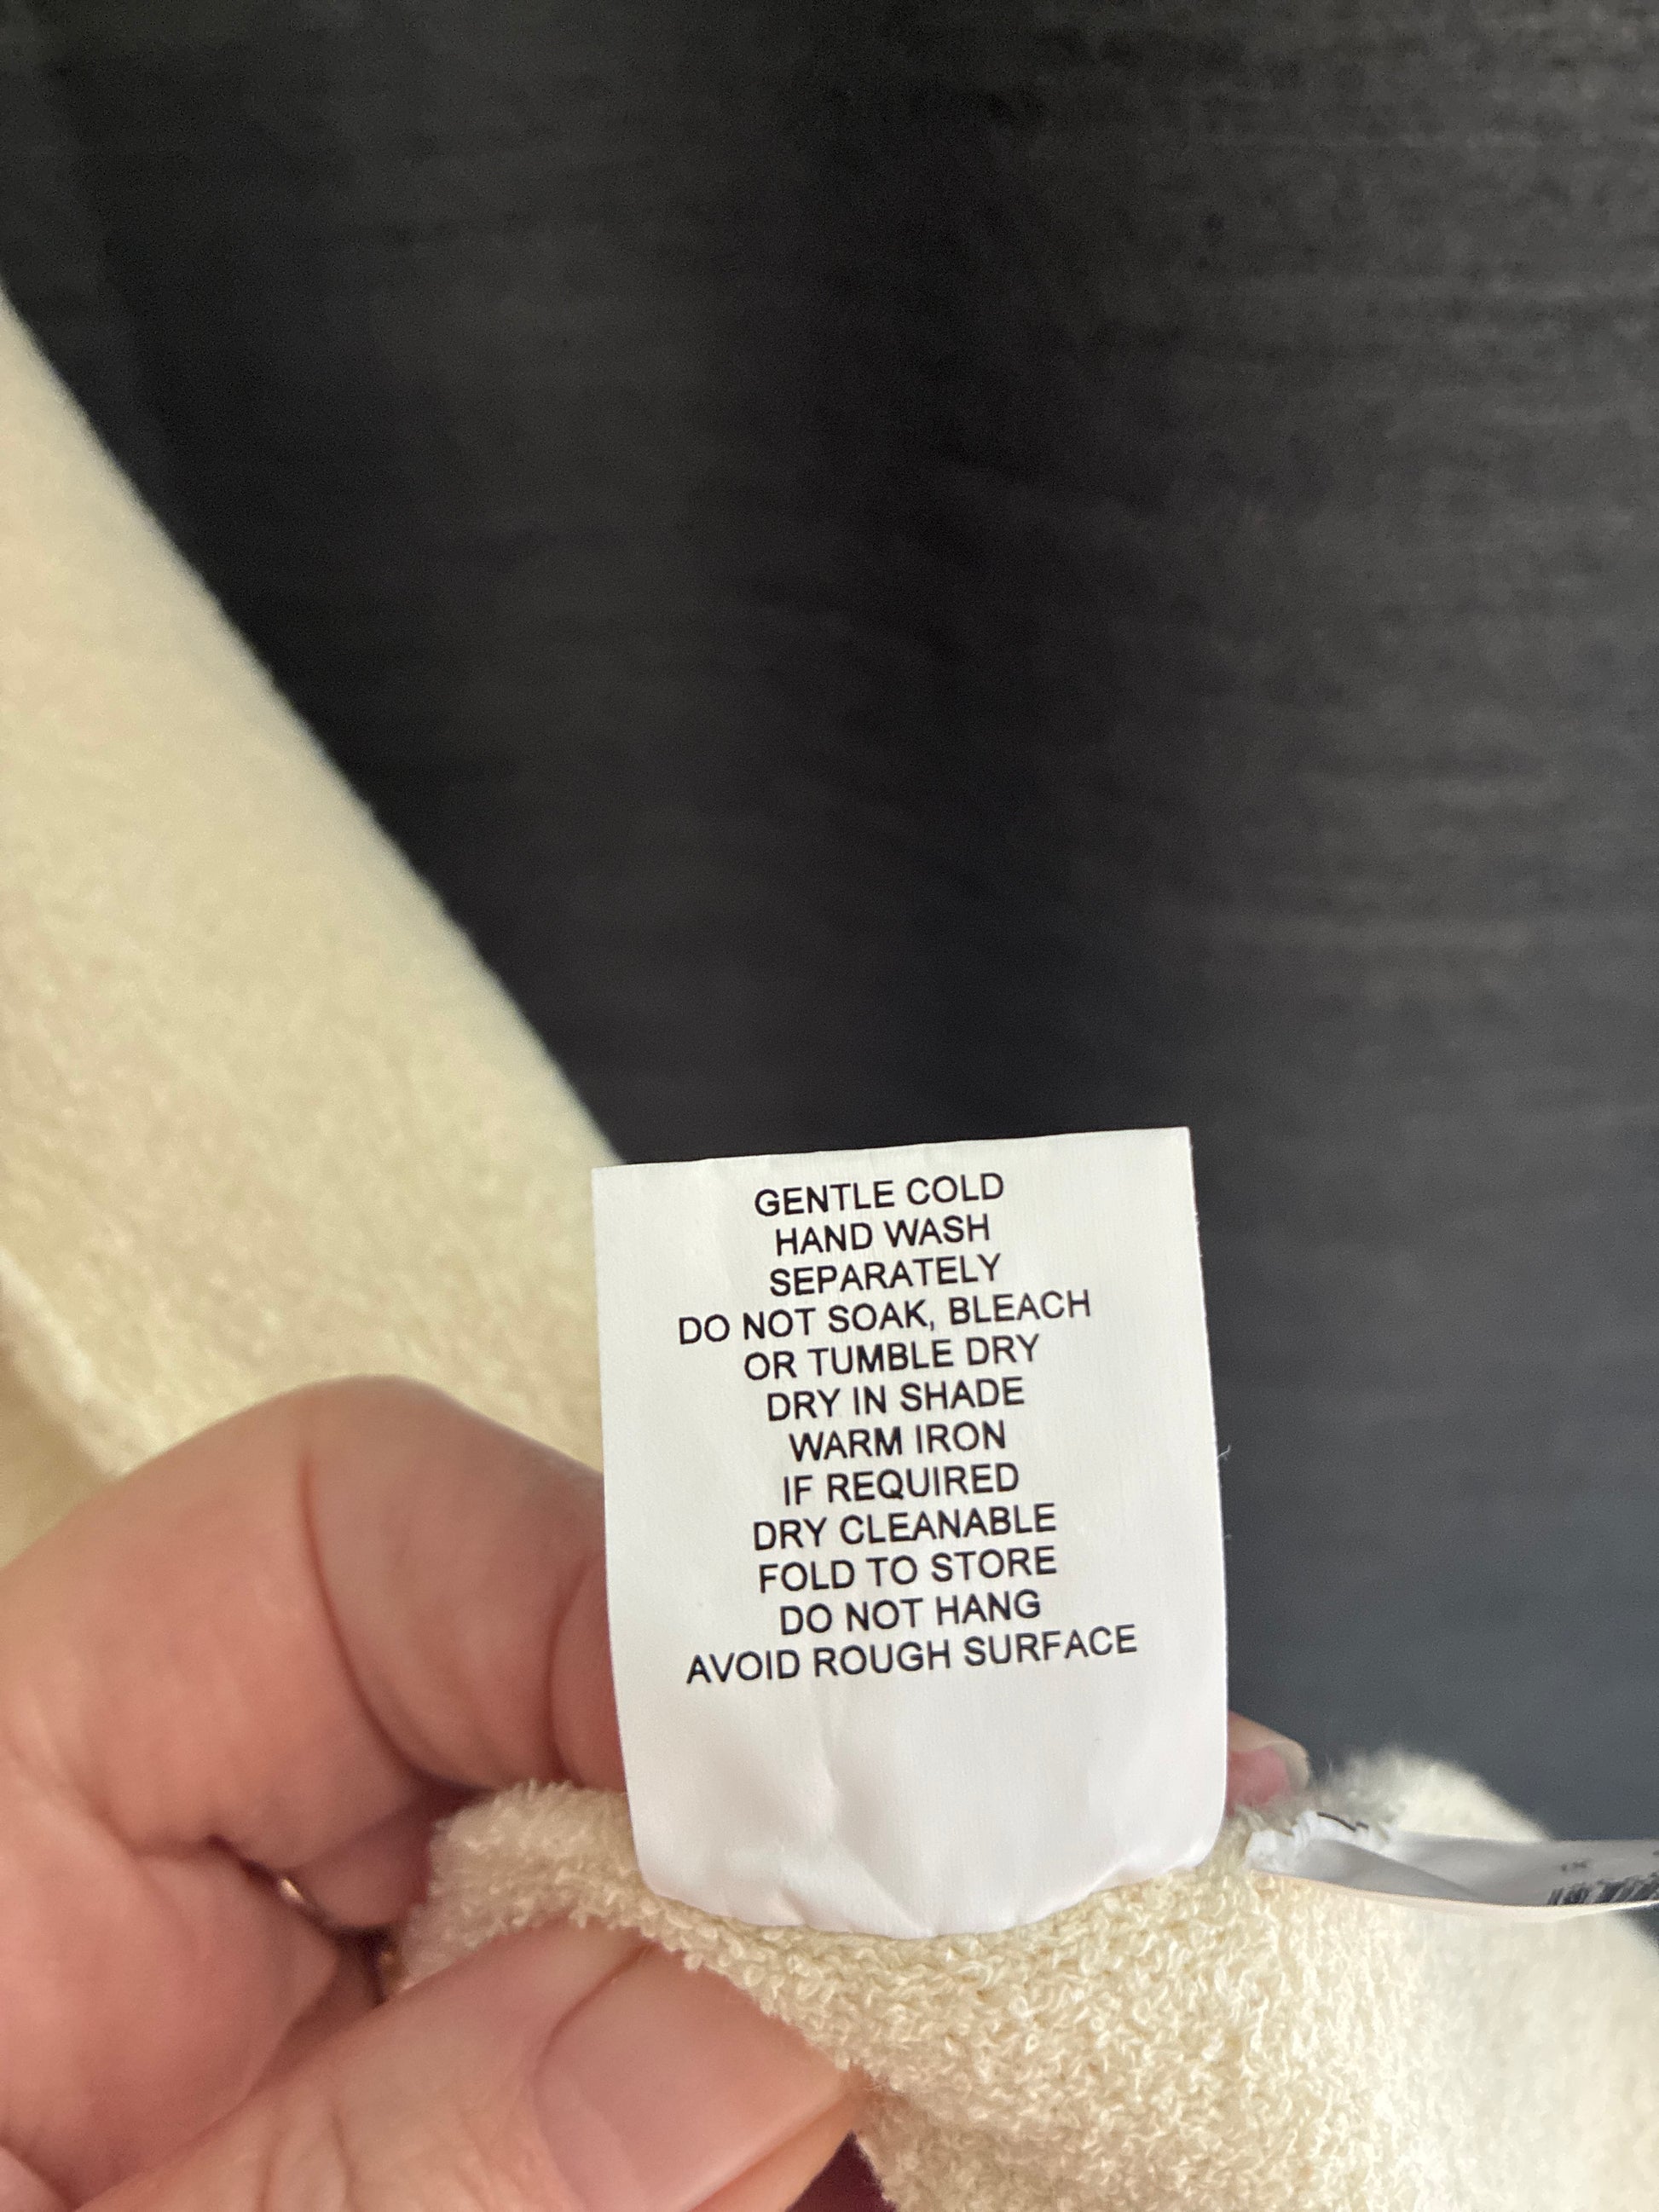 GENTLE COLD
HAND WASH
SEPARATELY
DO NOT SOAK, BLEACH
OR TUMBLE DRY
DRY IN SHADE
WARM IRON
IF REQUIRED
DRY CLEANABLE
FOLD TO STORE
DO NOT HANG
AVOID ROUGH SURFACE